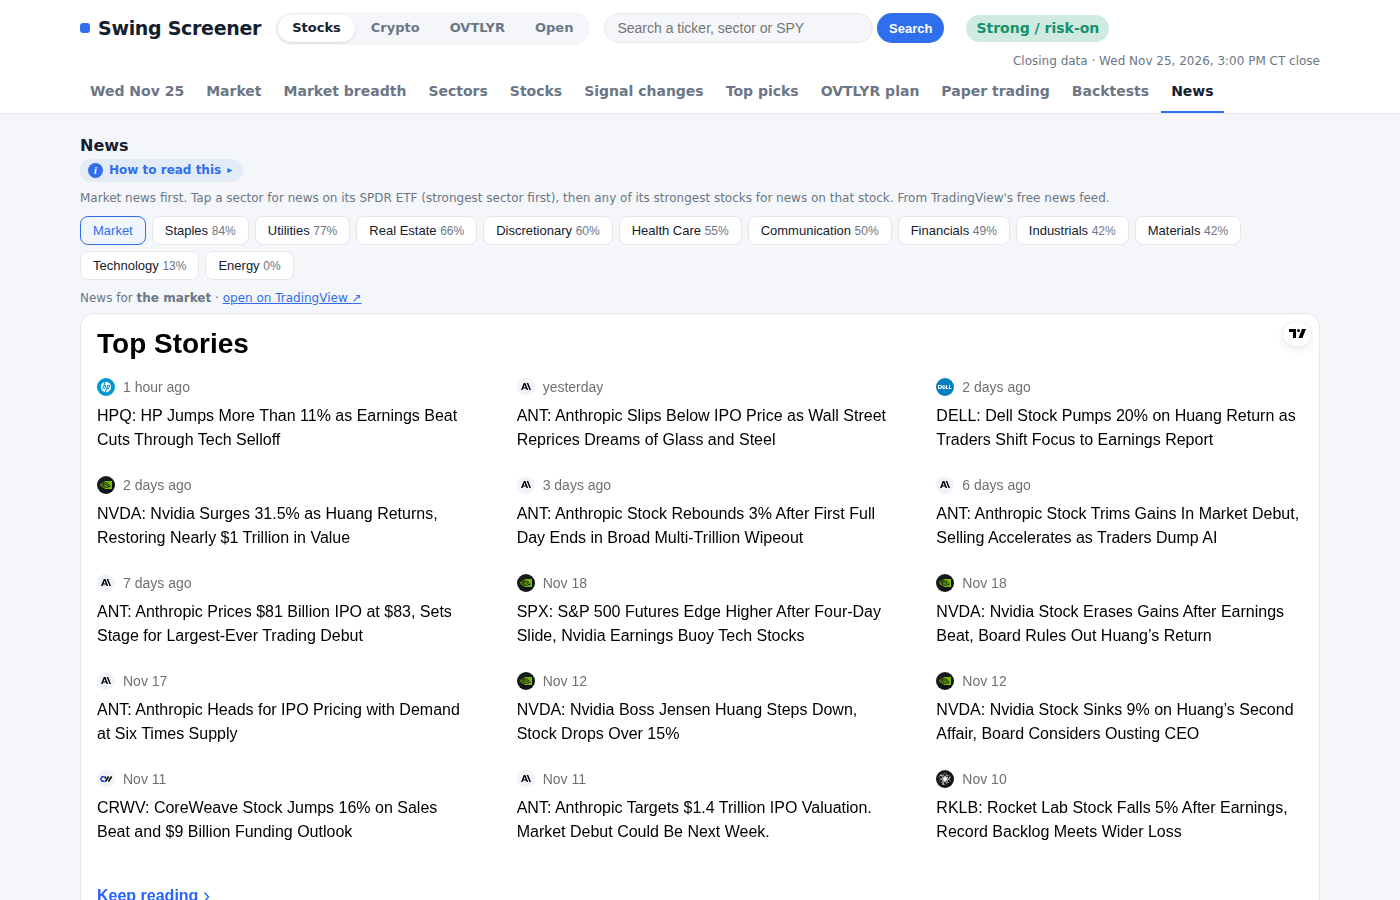 Swing Screener
Stocks Crypto OVTLYR Open
Search a ticker, sector or SPY
Search
Strong / risk-on
Closing data · Wed Nov 25, 2026, 3:00 PM CT close
Wed Nov 25 Market Market breadth Sectors Stocks Signal changes Top picks OVTLYR plan Paper trading Backtests News
News
i How to read this ▸
Market news first. Tap a sector for news on its SPDR ETF (strongest sector first), then any of its strongest stocks for news on that stock. From TradingView's free news feed.
Market Staples 84% Utilities 77% Real Estate 66% Discretionary 60% Health Care 55% Communication 50% Financials 49% Industrials 42% Materials 42%
Technology 13% Energy 0%
News for the market · open on TradingView ↗
Top Stories
1 hour ago
HPQ: HP Jumps More Than 11% as Earnings Beat
Cuts Through Tech Selloff
yesterday
ANT: Anthropic Slips Below IPO Price as Wall Street
Reprices Dreams of Glass and Steel
DELL
2 days ago
DELL: Dell Stock Pumps 20% on Huang Return as
Traders Shift Focus to Earnings Report
2 days ago
NVDA: Nvidia Surges 31.5% as Huang Returns,
Restoring Nearly $1 Trillion in Value
3 days ago
ANT: Anthropic Stock Rebounds 3% After First Full
Day Ends in Broad Multi-Trillion Wipeout
6 days ago
ANT: Anthropic Stock Trims Gains In Market Debut,
Selling Accelerates as Traders Dump AI
7 days ago
ANT: Anthropic Prices $81 Billion IPO at $83, Sets
Stage for Largest-Ever Trading Debut
Nov 18
SPX: S&P 500 Futures Edge Higher After Four-Day
Slide, Nvidia Earnings Buoy Tech Stocks
Nov 18
NVDA: Nvidia Stock Erases Gains After Earnings
Beat, Board Rules Out Huang’s Return
Nov 17
ANT: Anthropic Heads for IPO Pricing with Demand
at Six Times Supply
Nov 12
NVDA: Nvidia Boss Jensen Huang Steps Down,
Stock Drops Over 15%
Nov 12
NVDA: Nvidia Stock Sinks 9% on Huang’s Second
Affair, Board Considers Ousting CEO
Nov 11
CRWV: CoreWeave Stock Jumps 16% on Sales
Beat and $9 Billion Funding Outlook
Nov 11
ANT: Anthropic Targets $1.4 Trillion IPO Valuation.
Market Debut Could Be Next Week.
Nov 10
RKLB: Rocket Lab Stock Falls 5% After Earnings,
Record Backlog Meets Wider Loss
Keep reading ›